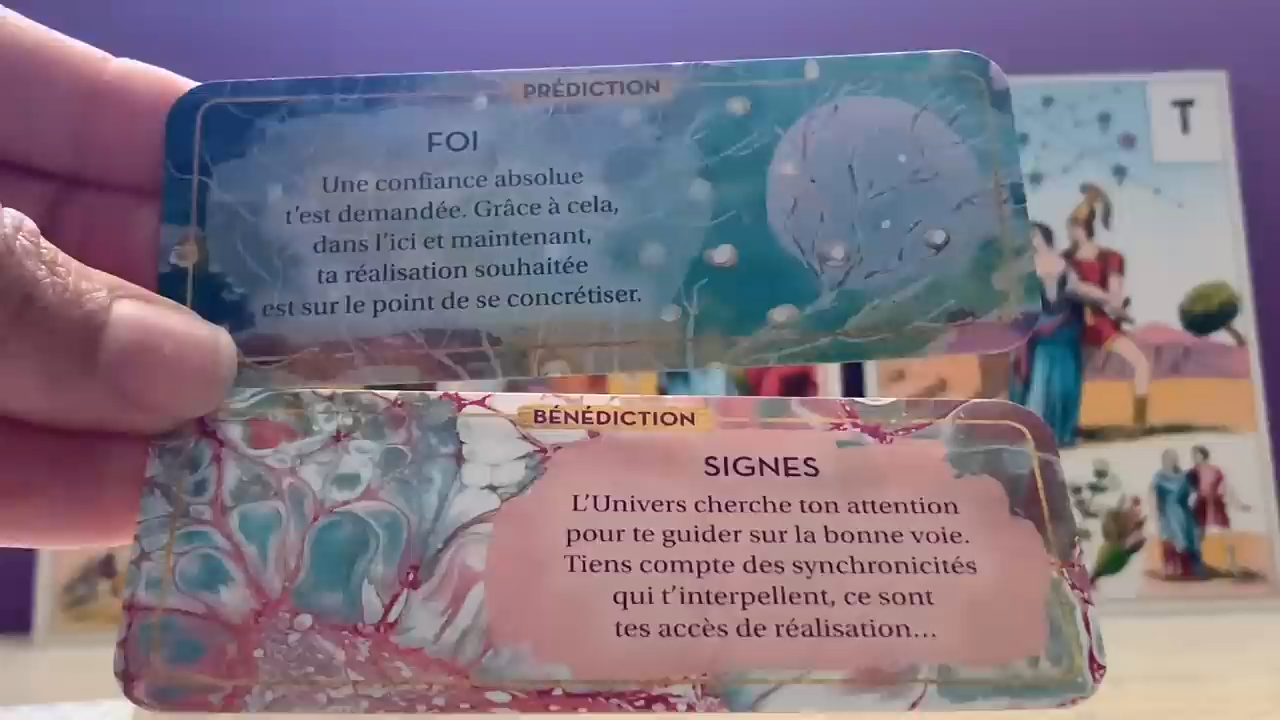 PRÉDICTION
FOI
Une confiance absolue
t'est demandée. Grâce à cela,
dans l'ici et maintenant,
ta réalisation souhaitée
est sur le point de se concrétiser.
T
BÉNÉDICTION
SIGNES
L'Univers cherche ton attention
pour te guider sur la bonne voie.
Tiens compte des synchronicités
qui t'interpellent, ce sont
tes accès de réalisation...